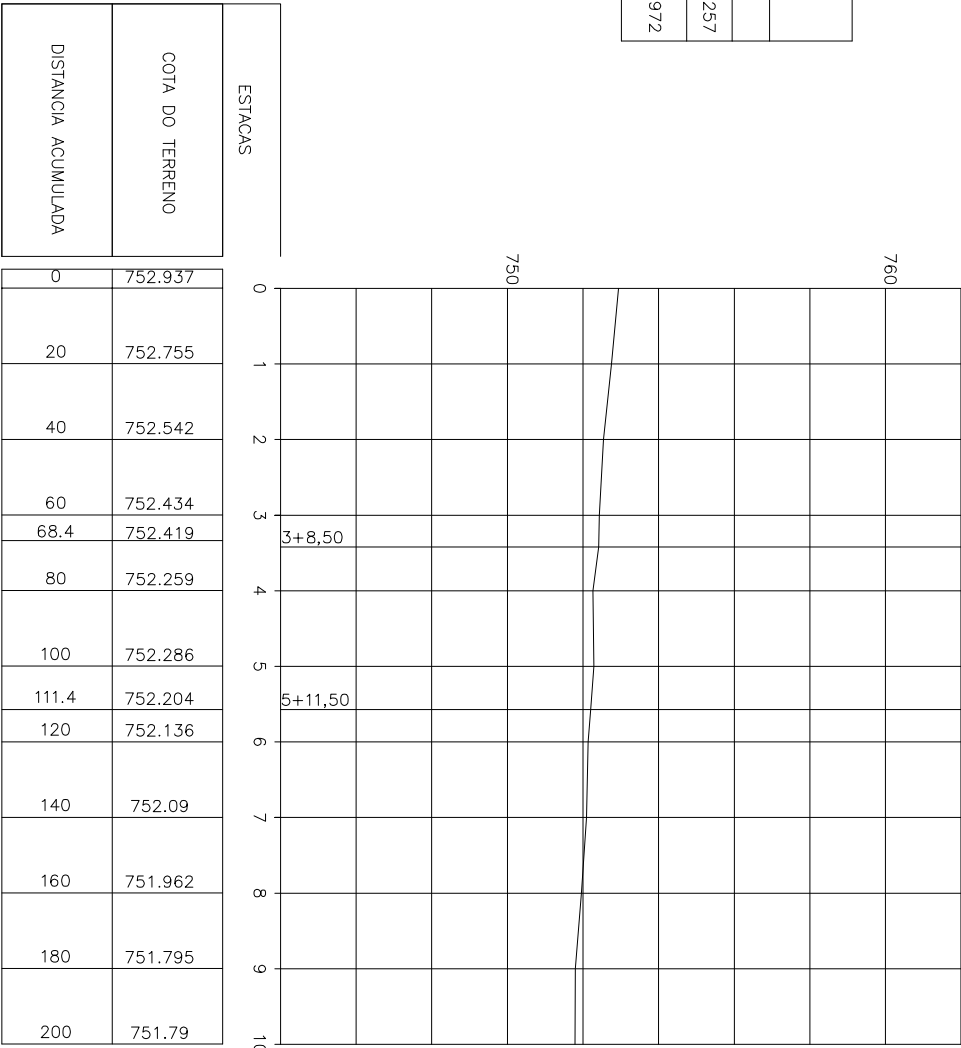 257
972
ESTACAS
COTA DO TERRENO
DISTANCIA ACUMULADA
750
760
0 752.937 0
20 752.755 1
40 752.542 2
60 752.434 3
68.4 752.419 3+8,50
80 752.259 4
100 752.286 5
111.4 752.204 5+11,50
120 752.136 6
140 752.09 7
160 751.962 8
180 751.795 9
200 751.79 10